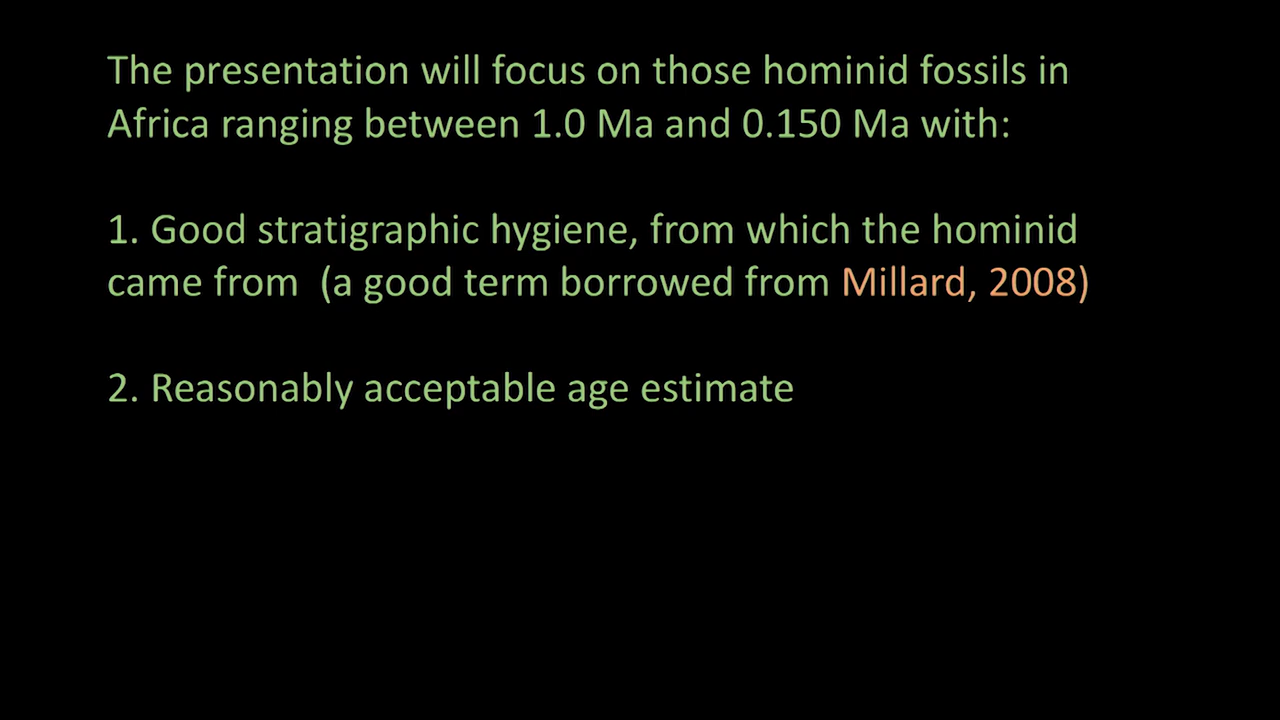 The presentation will focus on those hominid fossils in
Africa ranging between 1.0 Ma and 0.150 Ma with:
1. Good stratigraphic hygiene, from which the hominid
came from  (a good term borrowed from Millard, 2008)
2. Reasonably acceptable age estimate